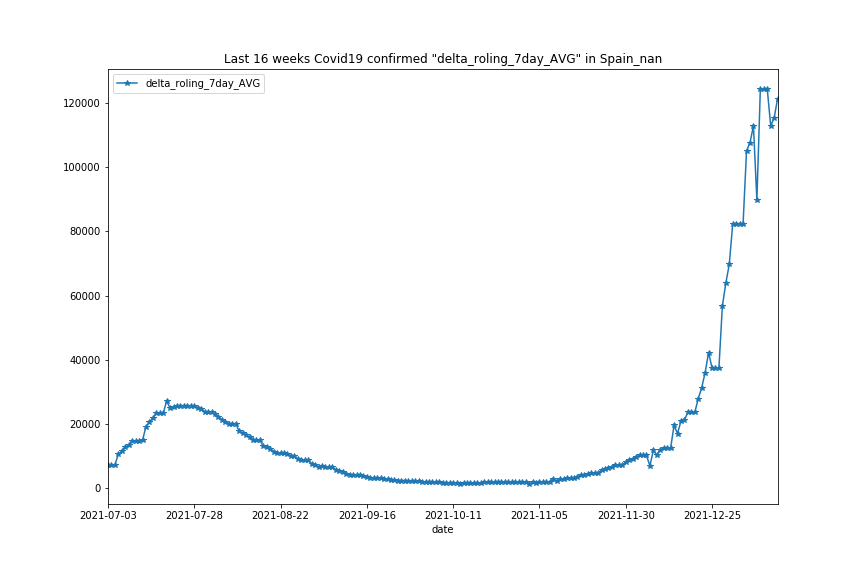 Last 16 weeks Covid19 confirmed "delta_roling_7day_AVG" in Spain_nan
delta_roling_7day_AVG
120000
100000
80000
60000
40000
20000
0
2021-07-03 2021-07-28 2021-08-22 2021-09-16 2021-10-11 2021-11-05 2021-11-30 2021-12-25
date